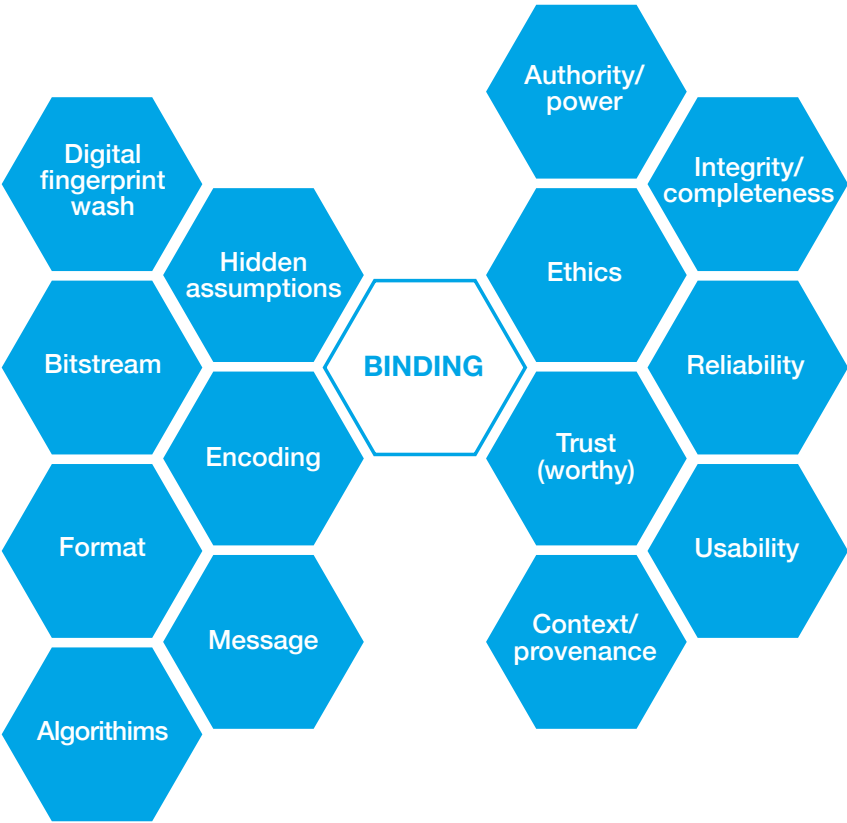 Digital
fingerprint
wash
Hidden
assumptions
Bitstream
Encoding
Format
Message
Algorithims
BINDING
Authority/
power
Integrity/
completeness
Ethics
Reliability
Trust
(worthy)
Usability
Context/
provenance